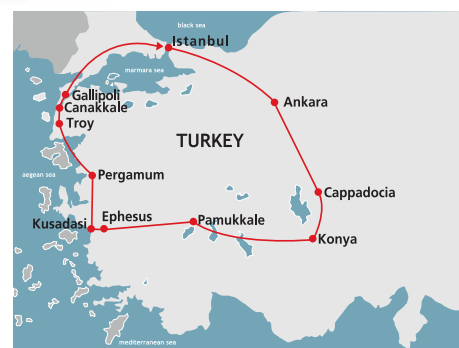 black sea
Istanbul
marmara sea
Gallipoli
Canakkale
Troy
Ankara
TURKEY
aegean sea
Pergamum
Cappadocia
Kusadasi
Ephesus
Pamukkale
Konya
mediterranean sea